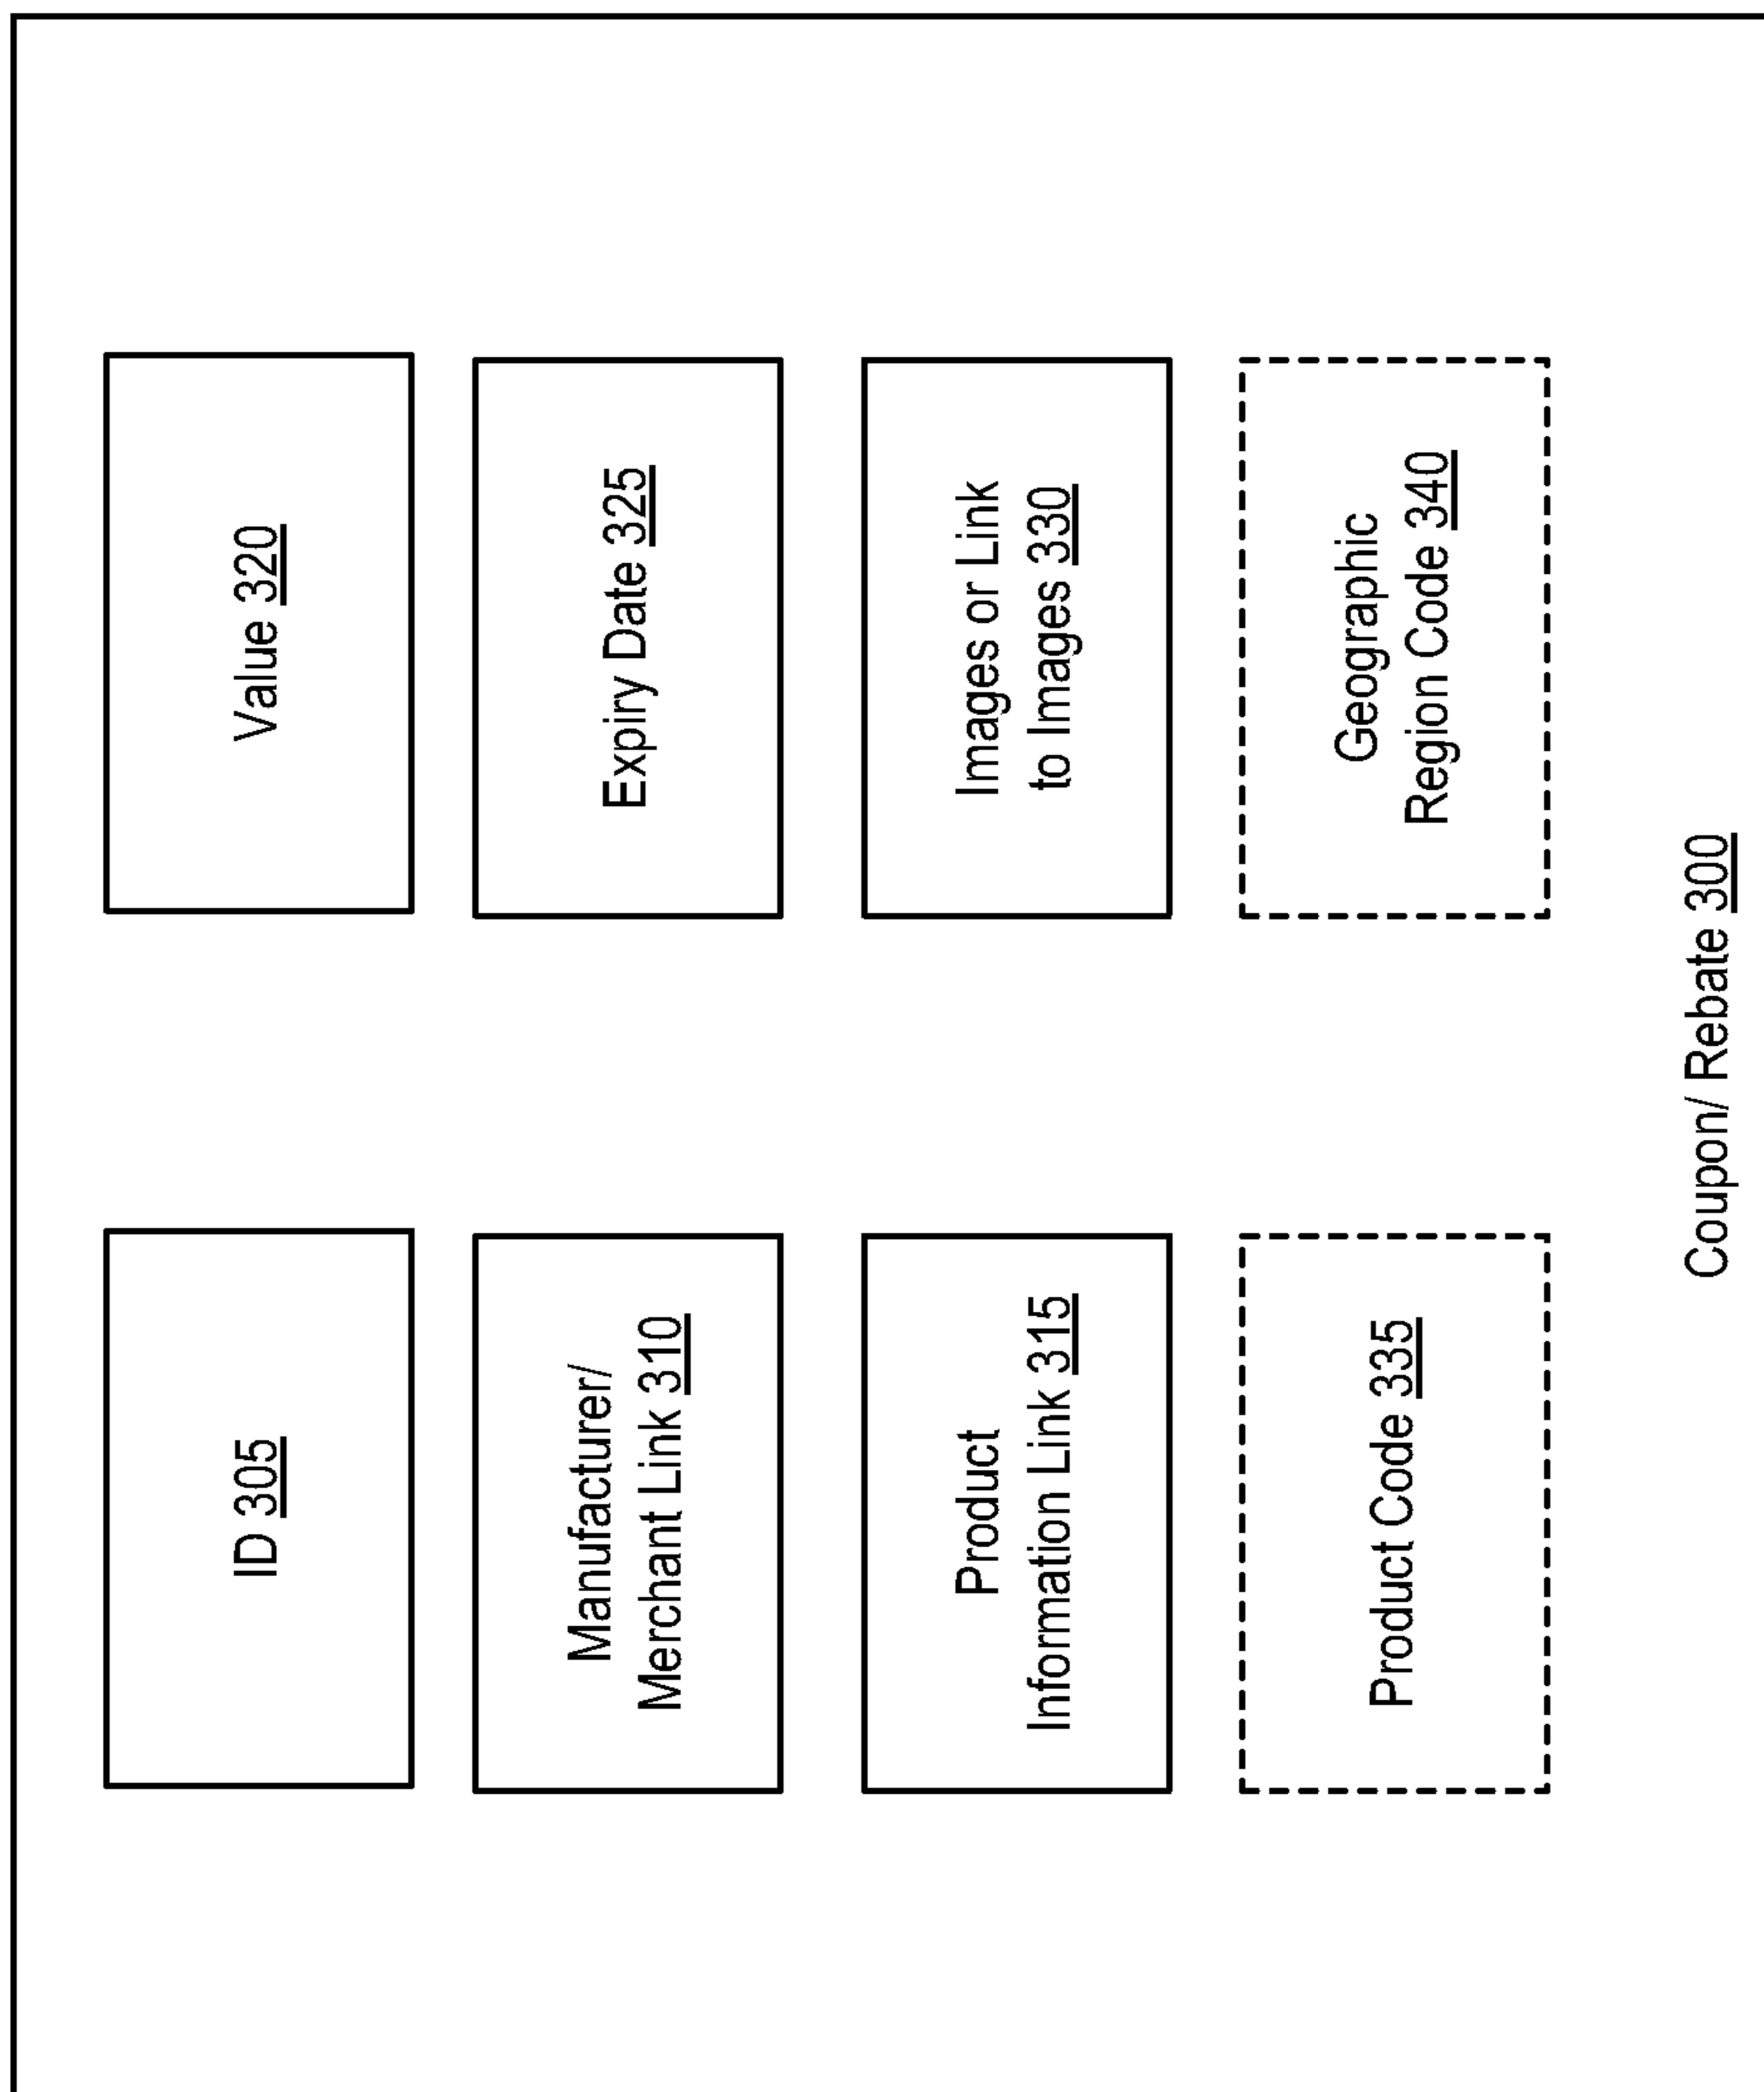 ID 305
Value 320
Manufacturer/
Merchant Link 310
Expiry Date 325
Product
Information Link 315
Images or Link
to Images 330
Product Code 335
Geographic
Region Code 340
Coupon/ Rebate 300